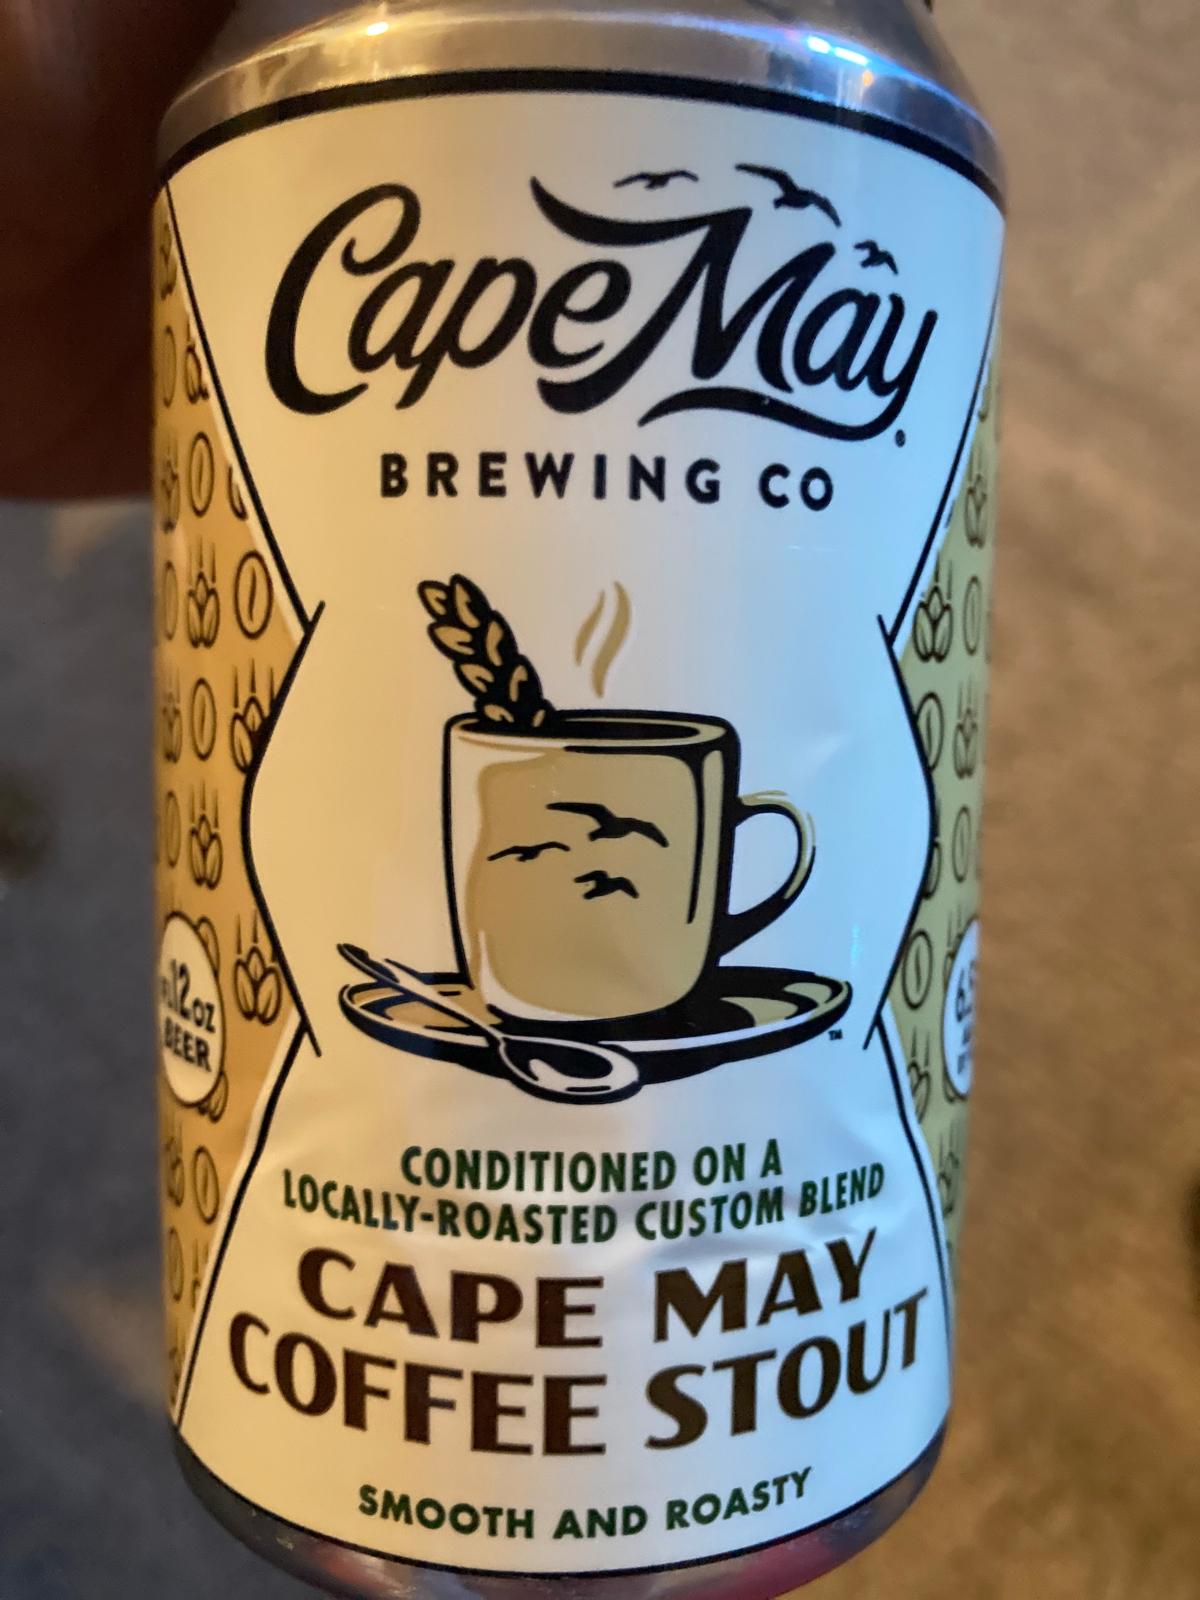 Cape May
BREWING CO
12 OZ
BEER
CONDITIONED ON A
LOCALLY-ROASTED CUSTOM BLEND
CAPE MAY
COFFEE STOUT
SMOOTH AND ROASTY